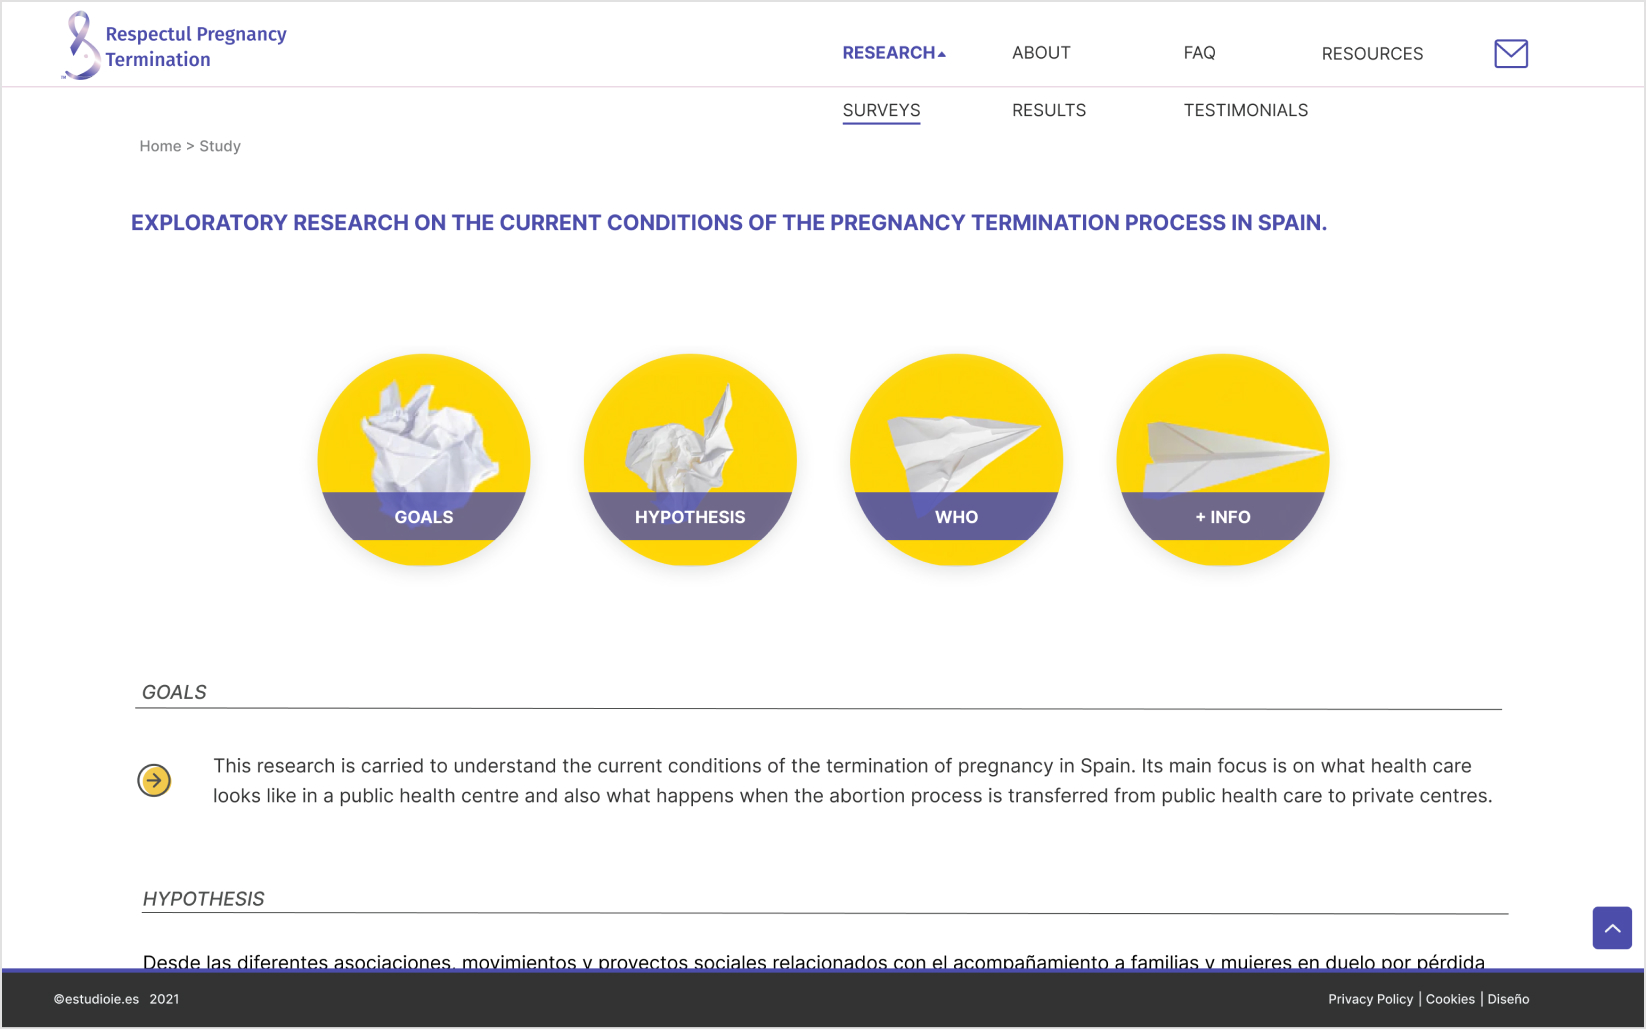 Respectul Pregnancy
Termination
TM
RESEARCH
ABOUT
FAQ
RESOURCES
SURVEYS
RESULTS
TESTIMONIALS
Home > Study
EXPLORATORY RESEARCH ON THE CURRENT CONDITIONS OF THE PREGNANCY TERMINATION PROCESS IN SPAIN.
GOALS
HYPOTHESIS
WHO
+ INFO
GOALS
This research is carried to understand the current conditions of the termination of pregnancy in Spain. Its main focus is on what health care
looks like in a public health centre and also what happens when the abortion process is transferred from public health care to private centres.
HYPOTHESIS
Desde las diferentes asociaciones, movimientos y proyectos sociales relacionados con el acompañamiento a familias y mujeres en duelo por pérdida
©estudioie.es 2021
Privacy Policy | Cookies | Diseño